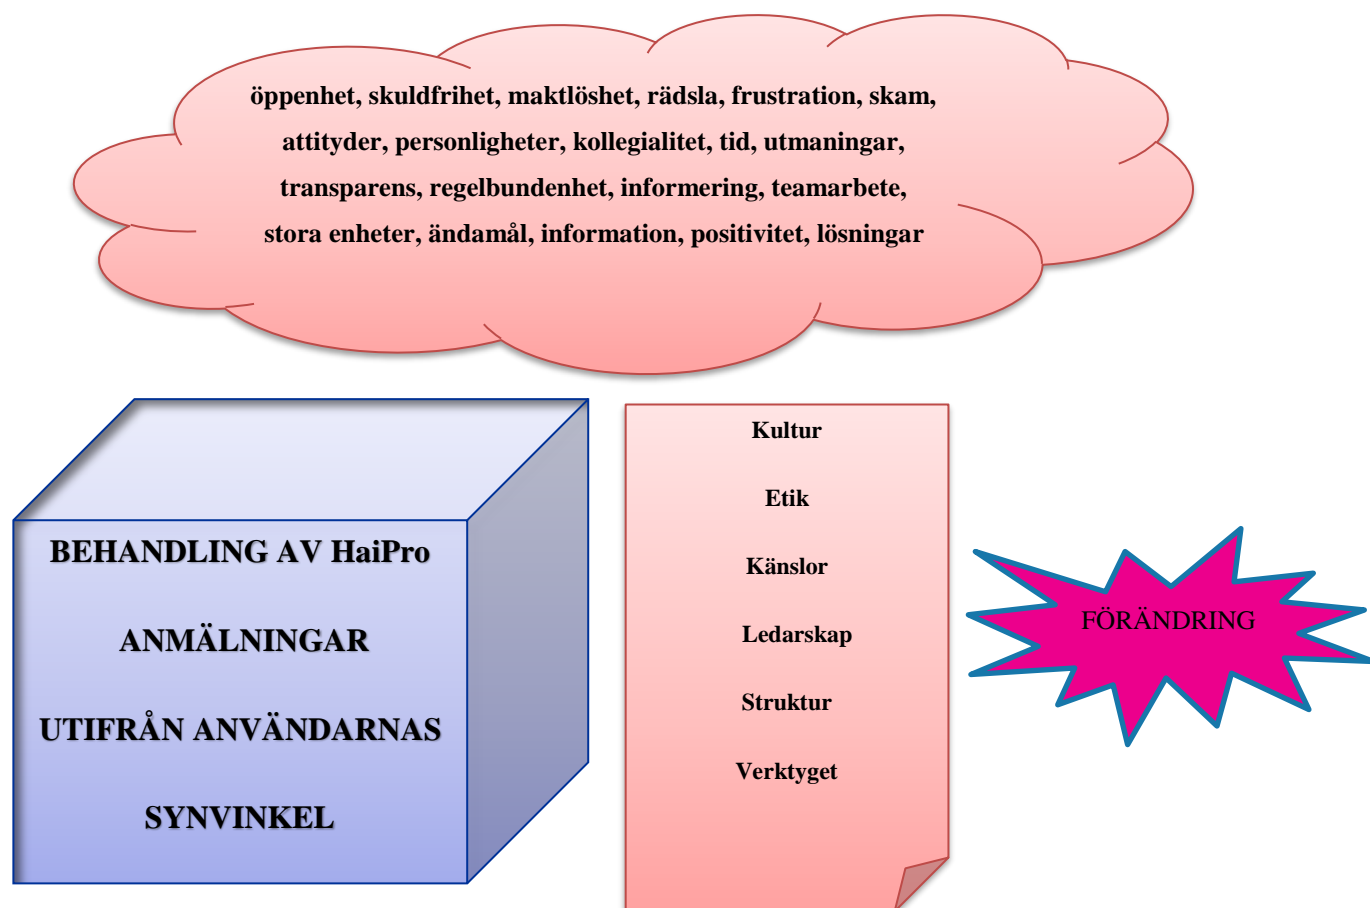 öppenhet, skuldfrihet, maktlöshet, rädsla, frustration, skam,
attityder, personligheter, kollegialitet, tid, utmaningar,
transparens, regelbundenhet, informering, teamarbete,
stora enheter, ändamål, information, positivitet, lösningar
BEHANDLING AV HaiPro
ANMÄLNINGAR
UTIFRÅN ANVÄNDARNAS
SYNVINKEL
Kultur
Etik
Känslor
Ledarskap
Struktur
Verktyget
FÖRÄNDRING